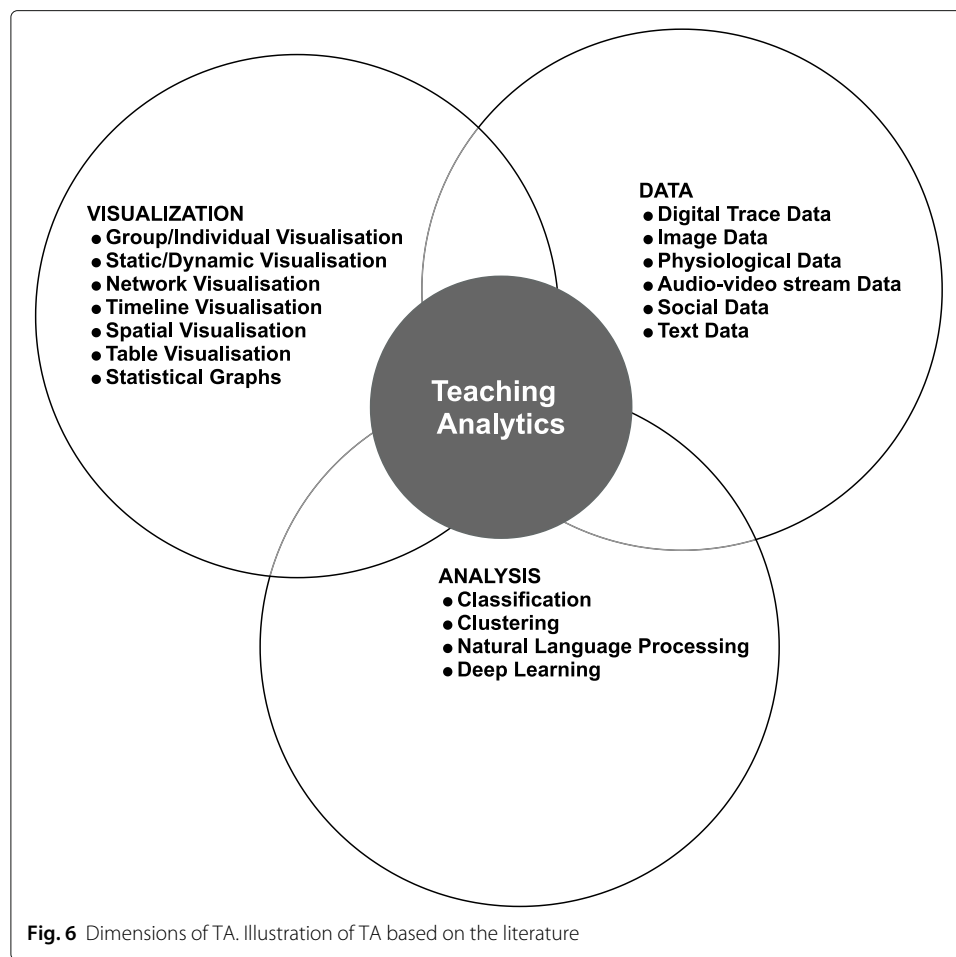 VISUALIZATION
● Group/Individual Visualisation
● Static/Dynamic Visualisation
● Network Visualisation
● Timeline Visualisation
● Spatial Visualisation
● Table Visualisation
● Statistical Graphs
DATA
● Digital Trace Data
● Image Data
● Physiological Data
● Audio-video stream Data
● Social Data
● Text Data
Teaching
Analytics
ANALYSIS
● Classification
● Clustering
● Natural Language Processing
● Deep Learning
Fig. 6 Dimensions of TA. Illustration of TA based on the literature